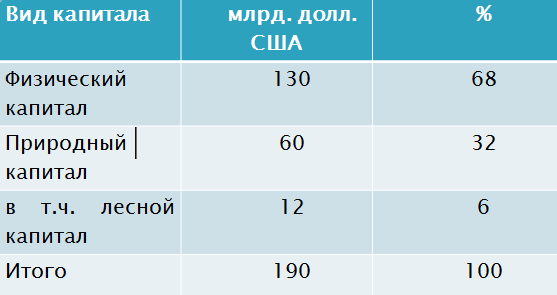 Вид капитала млрд. долл. США %
Физический капитал 130 68
Природный капитал 60 32
в т.ч. лесной капитал 12 6
Итого 190 100